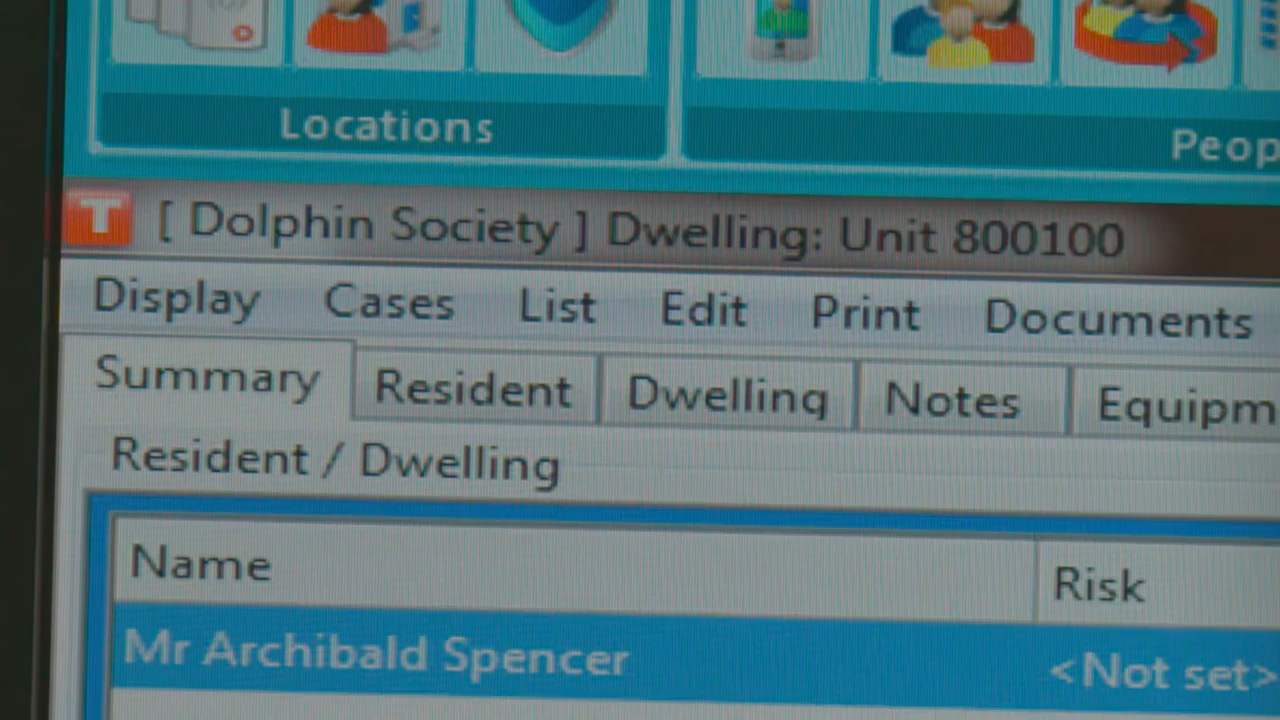 Locations
Peop
T [ Dolphin Society ] Dwelling: Unit 800100
Display Cases List Edit Print Documents
Summary Resident Dwelling Notes Equipm
Resident / Dwelling
Name Risk
Mr Archibald Spencer <Not set>